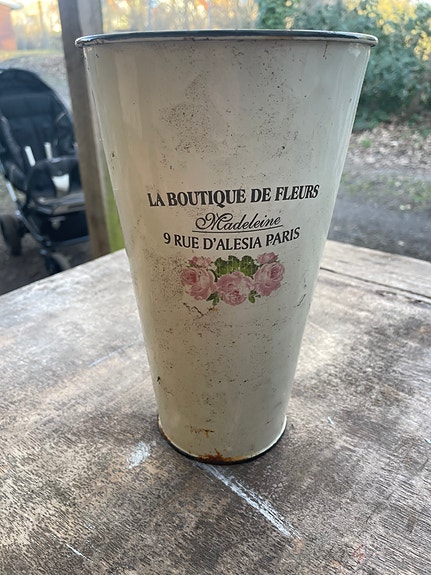 LA BOUTIQUE DE FLEURS
Madeleine
9 RUE D'ALESIA PARIS